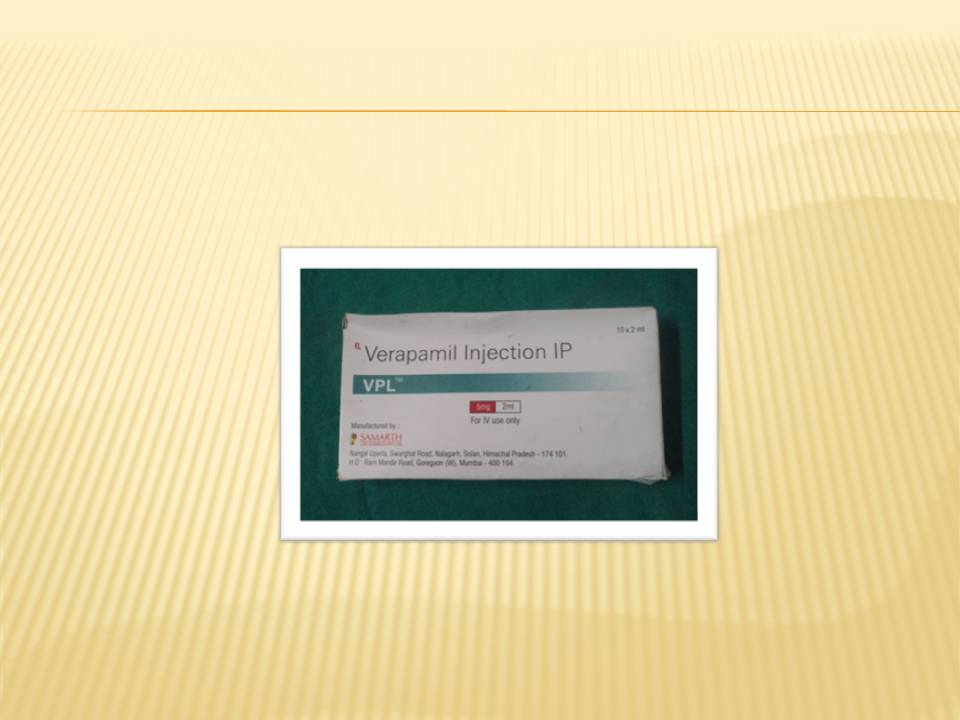 10 x 2 ml
Verapamil Injection IP
VPL™
5mg 2ml
For IV use only
Manufactured by :
SAMARTH
Nangal Uperla, Swarghat Road, Nalagarh, Solan, Himachal Pradesh - 174 101.
H.O : Ram Mandir Road, Goregaon (W), Mumbai - 400 104.